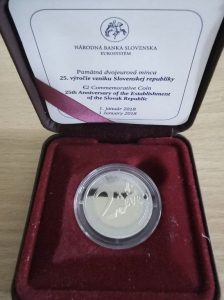 NÁRODNÁ BANKA SLOVENSKA
EUROSYSTÉM
Pamätná dvojeurová minca
25. výročie vzniku Slovenskej republiky
€2 Commemorative Coin
25th Anniversary of the Establishment
of the Slovak Republic
1. január 2018
1 January 2018